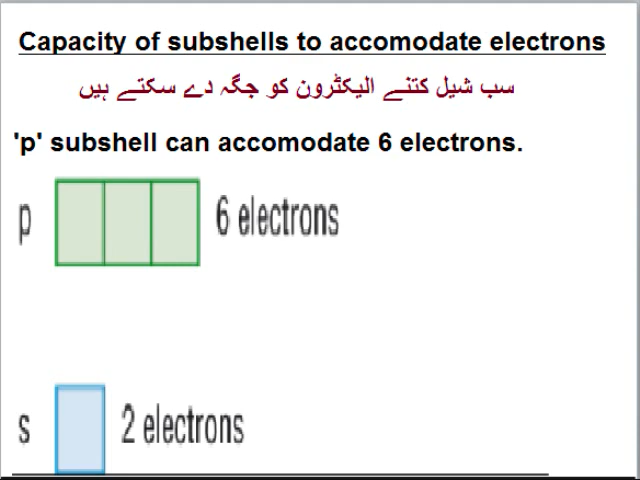 Capacity of subshells to accomodate electrons
سب شیل کتنے الیکٹرون کو جگہ دے سکتے ہیں
'p' subshell can accomodate 6 electrons.
p 6 electrons
s 2 electrons